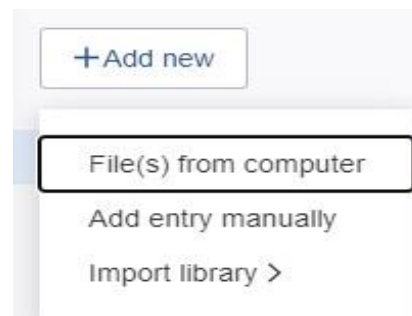 +Add new
File(s) from computer
Add entry manually
Import library >